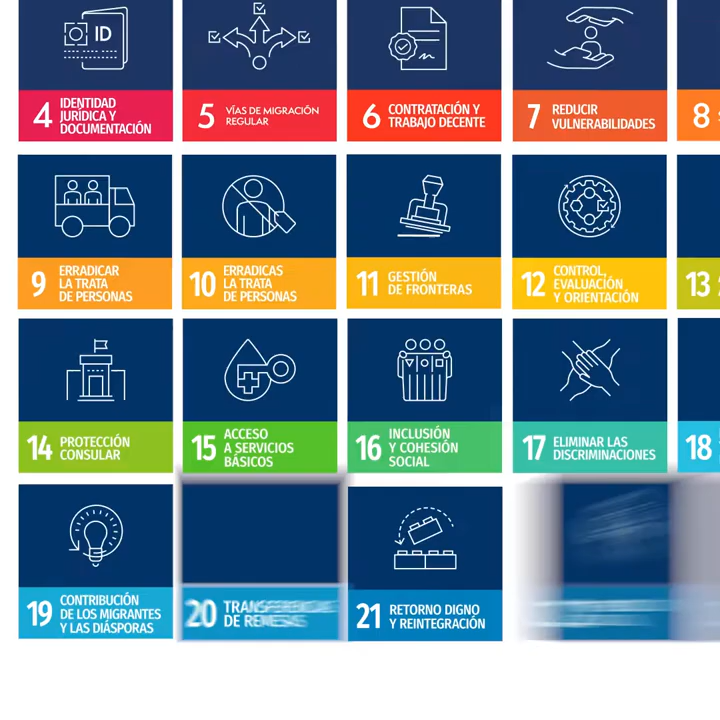 ID
4 IDENTIDAD
JURÍDICA Y
DOCUMENTACIÓN
5 VÍAS DE MIGRACIÓN
REGULAR
6 CONTRATACIÓN Y
TRABAJO DECENTE
7 REDUCIR
VULNERABILIDADES
8
9 ERRADICAR
LA TRATA
DE PERSONAS
10 ERRADICAS
LA TRATA
DE PERSONAS
11 GESTIÓN
DE FRONTERAS
12 CONTROL,
EVALUACIÓN
Y ORIENTACIÓN
13
14 PROTECCIÓN
CONSULAR
15 ACCESO
A SERVICIOS
BÁSICOS
16 INCLUSIÓN
Y COHESIÓN
SOCIAL
17 ELIMINAR LAS
DISCRIMINACIONES
18
19 CONTRIBUCIÓN
DE LOS MIGRANTES
Y LAS DIÁSPORAS
20 TRANSFERENCIAS
DE REMESAS
21 RETORNO DIGNO
Y REINTEGRACIÓN